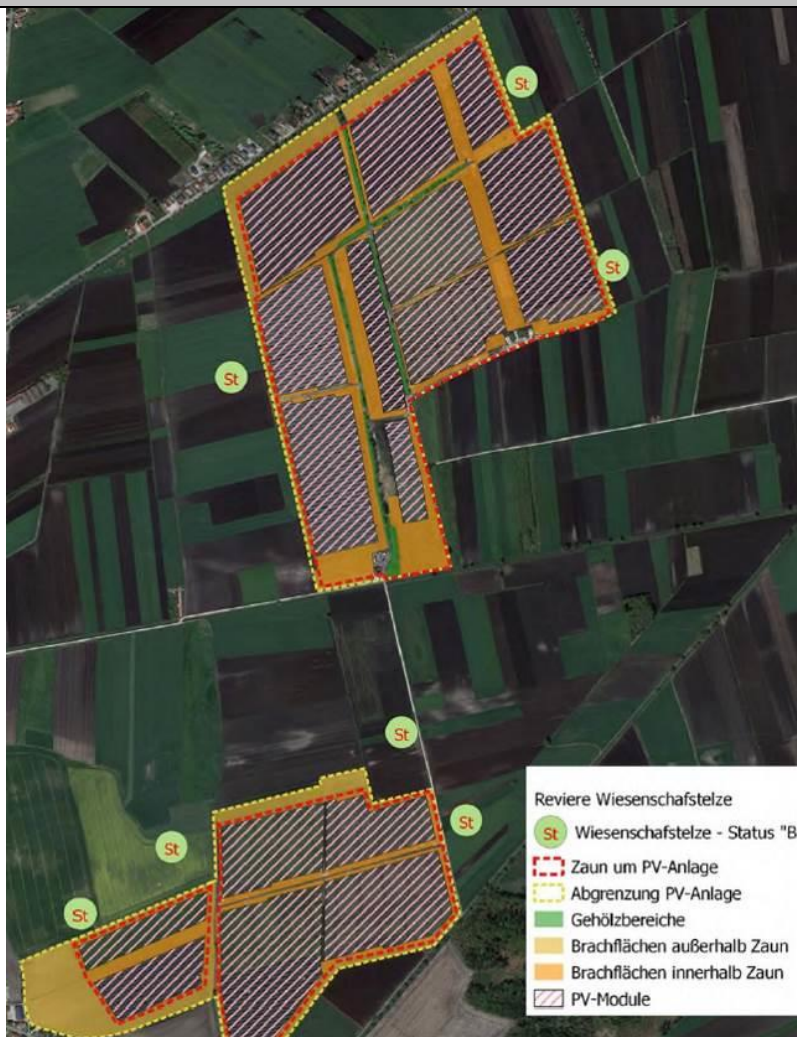 St
St
St
St
St
St
St
Reviere Wiesenschafstelze
St Wiesenschafstelze - Status "B
Zaun um PV-Anlage
Abgrenzung PV-Anlage
Gehölzbereiche
Brachflächen außerhalb Zaun
Brachflächen innerhalb Zaun
PV-Module